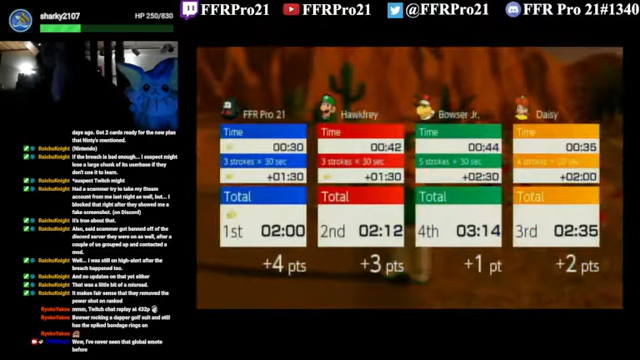 sharky2107 HP 250/830
FFRPro21 FFRPro21 @FFRPro21 FFR Pro 21#1340
FFR Pro 21 Hawkfrey Bowser Jr. Daisy
Time Time Time Time
00:30 00:42 00:44 00:35
3 strokes × 30 sec 3 strokes × 30 sec 5 strokes × 30 sec
+01:30 +01:30 +02:30 +02:00
Total Total Total Total
1st 02:00 2nd 02:12 4th 03:14 3rd 02:35
+4 pts +3 pts +1 pt +2 pts
days ago. Got 2 cards ready for the new plan
that Ninty's mentioned.
RaichuKnight (Nintendo)
RaichuKnight If the breach is bad enough... I suspect might
lose a large chunk of its userbase if they
don't use it to learn.
RaichuKnight *suspect Twitch might
RaichuKnight Had a scammer try to take my Steam
account from me last night as well, but... I
blocked that right after they showed me a
fake screenshot. (on Discord)
RaichuKnight It's true about that.
RaichuKnight Also, said scammer got banned off of the
discord server they were on as well, after a
couple of us grouped up and contacted a
mod.
RaichuKnight Well... I was still on high-alert after the
breach happened too.
RaichuKnight And no updates on that yet either
RaichuKnight That was a little bit of a misread.
RaichuKnight It makes fair sense that they removed the
power shot on ranked
RyokoYaksa mmm, Twitch chat replay at 432p
RyokoYaksa Bowser rocking a dapper golf suit and still
has the spiked bondage rings on
RyokoYaksa
Wow, I've never seen that global emote
before